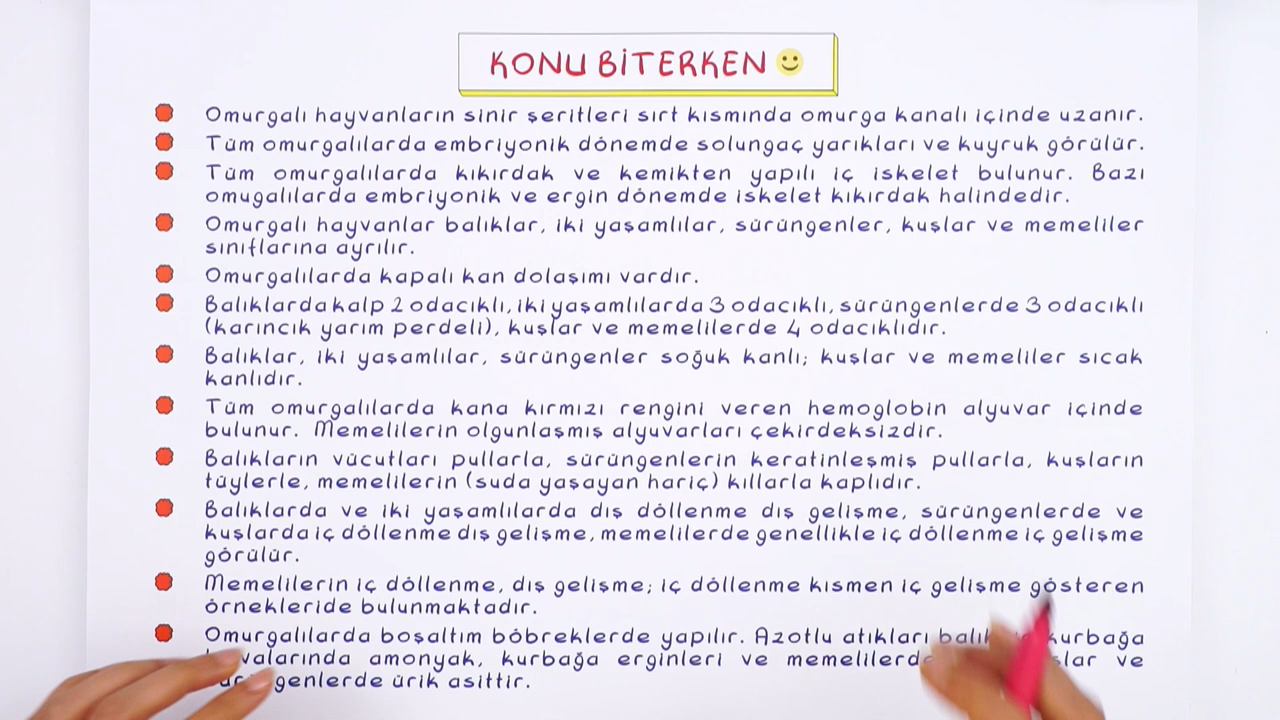 KONU BİTERKEN
Omurgalı hayvanların sinir şeritleri sırt kısmında omurga kanalı içinde uzanır.
Tüm omurgalılarda embriyonik dönemde solungaç yarıkları ve kuyruk görülür.
Tüm omurgalılarda kıkırdak ve kemikten yapılı iç iskelet bulunur. Bazı
omugalılarda embriyonik ve ergin dönemde iskelet kıkırdak halindedir.
Omurgalı hayvanlar balıklar, iki yaşamlılar, sürüngenler, kuşlar ve memeliler
sınıflarına ayrılır.
Omurgalılarda kapalı kan dolaşımı vardır.
Balıklarda kalp 2 odacıklı, iki yaşamlılarda 3 odacıklı, sürüngenlerde 3 odacıklı
(karıncık yarım perdeli), kuşlar ve memelilerde 4 odacıklıdır.
Balıklar, iki yaşamlılar, sürüngenler soğuk kanlı; kuşlar ve memeliler sıcak
kanlıdır.
Tüm omurgalılarda kana kırmızı rengini veren hemoglobin alyuvar içinde
bulunur. Memelilerin olgunlaşmış alyuvarları çekirdeksizdir.
Balıkların vücutları pullarla, sürüngenlerin keratinleşmiş pullarla, kuşların
tüylerle, memelilerin (suda yaşayan hariç) kıllarla kaplıdır.
Balıklarda ve iki yaşamlılarda dış döllenme dış gelişme, sürüngenlerde ve
kuşlarda iç döllenme dış gelişme, memelilerde genellikle iç döllenme iç gelişme
görülür.
Memelilerin iç döllenme, dış gelişme; iç döllenme kısmen iç gelişme gösteren
örnekleride bulunmaktadır.
Omurgalılarda boşaltım böbreklerde yapılır. Azotlu atıkları kurbağa
amonyak, kurbağa erginleri ve ve
ürik asittir.